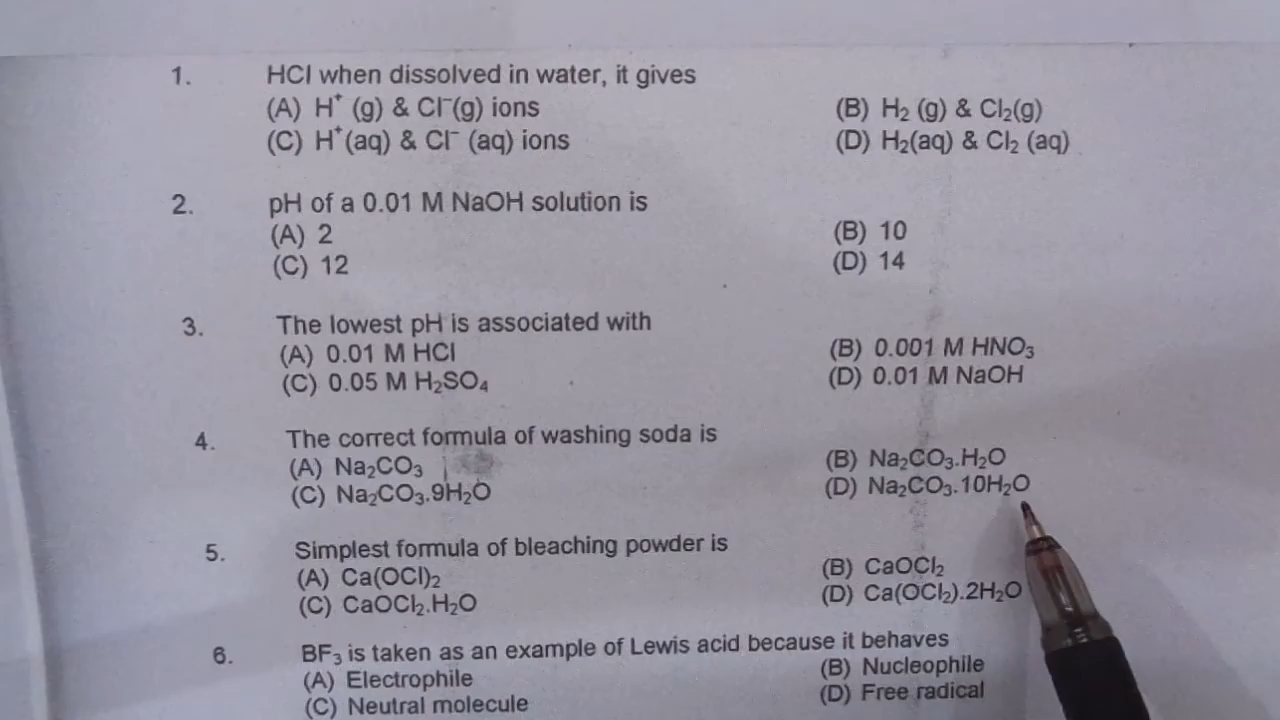 1. HCl when dissolved in water, it gives
(A) H⁺ (g) & Cl⁻(g) ions (B) H₂ (g) & Cl₂(g)
(C) H⁺(aq) & Cl⁻ (aq) ions (D) H₂(aq) & Cl₂ (aq)
2. pH of a 0.01 M NaOH solution is
(A) 2 (B) 10
(C) 12 (D) 14
3. The lowest pH is associated with
(A) 0.01 M HCl (B) 0.001 M HNO₃
(C) 0.05 M H₂SO₄ (D) 0.01 M NaOH
4. The correct formula of washing soda is
(A) Na₂CO₃ (B) Na₂CO₃.H₂O
(C) Na₂CO₃.9H₂O (D) Na₂CO₃.10H₂O
5. Simplest formula of bleaching powder is
(A) Ca(OCl)₂ (B) CaOCl₂
(C) CaOCl₂.H₂O (D) Ca(OCl₂).2H₂O
6. BF₃ is taken as an example of Lewis acid because it behaves
(A) Electrophile (B) Nucleophile
(C) Neutral molecule (D) Free radical